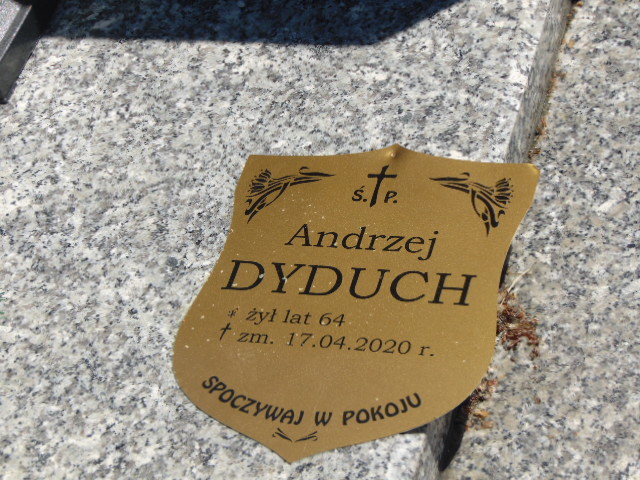 Ś. † P.
Andrzej
DYDUCH
* żył lat 64
† zm. 17.04.2020 r.
SPOCZYWAJ W POKOJU